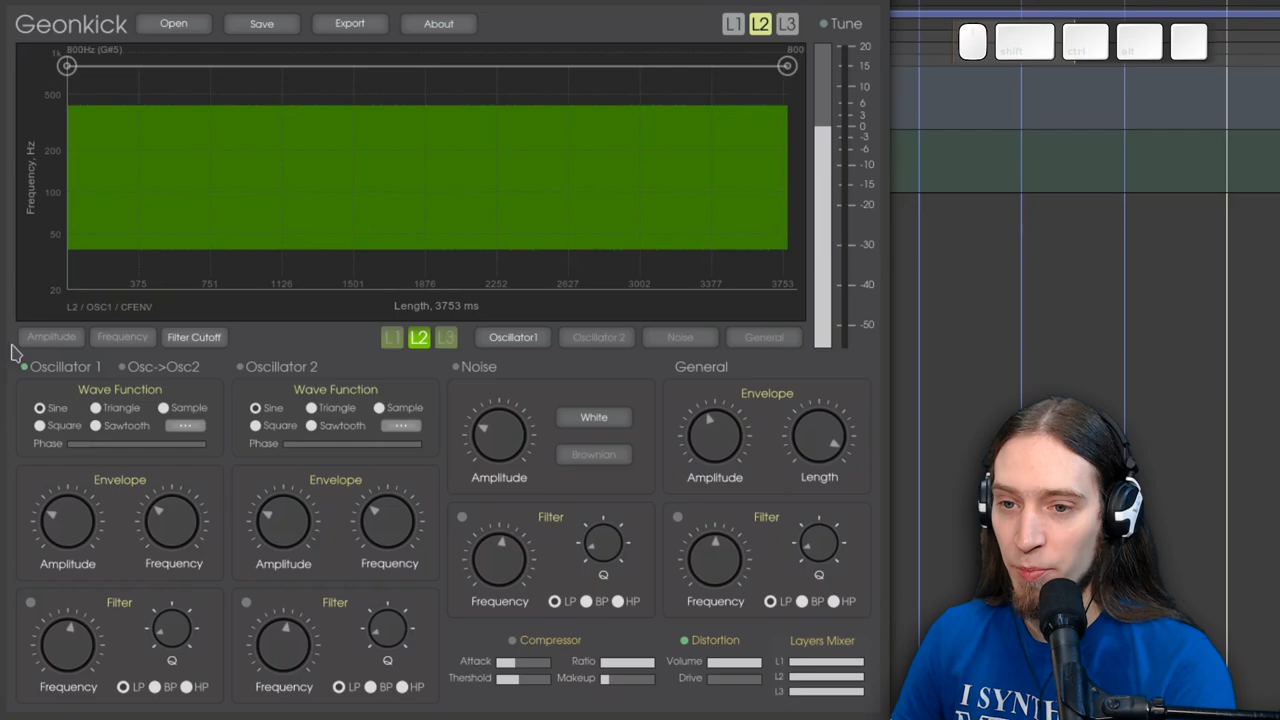 Geonkick Open Save Export About L1 L2 L3 Tune
800Hz (G#5) 800
1k
500
200
100
50
20
Frequency, Hz
375 751 1126 1501 1876 2252 2627 3002 3377 3753
L2 / OSC1 / CFENV Length, 3753 ms
20
15
10
6
3
0
-3
-6
-10
-15
-20
-30
-40
-50
shift ctrl alt
Amplitude Frequency Filter Cutoff L1 L2 L3 Oscillator1 Oscillator 2 Noise General
Oscillator 1 Osc->Osc2
Wave Function
Sine Triangle Sample
Square Sawtooth ...
Phase
Envelope
Amplitude Frequency
Filter
Q
Frequency LP BP HP
Oscillator 2
Wave Function
Sine Triangle Sample
Square Sawtooth ...
Phase
Envelope
Amplitude Frequency
Filter
Q
Frequency LP BP HP
Noise
White
Brownian
Amplitude
Filter
Q
Frequency LP BP HP
General
Envelope
Amplitude Length
Filter
Q
Frequency LP BP HP
Compressor
Attack Ratio
Thershold Makeup
Distortion
Volume
Drive
Layers Mixer
L1
L2
L3
I SYNTH